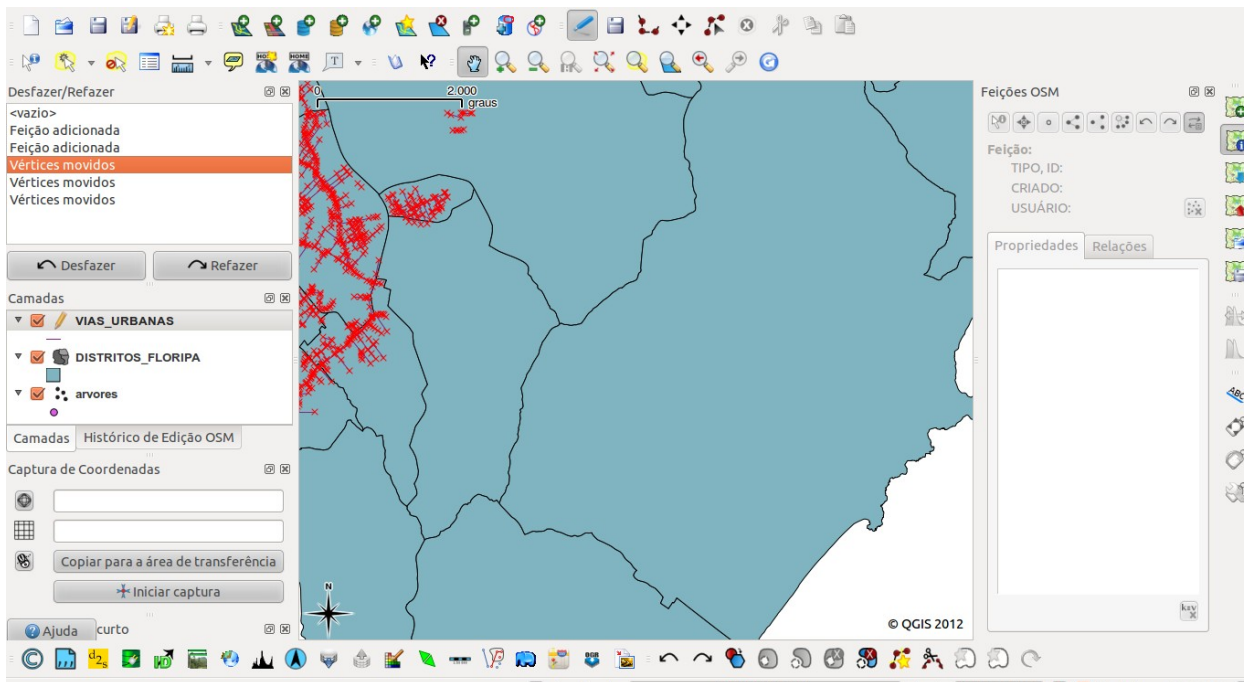 Desfazer/Refazer
<vazio>
Feição adicionada
Feição adicionada
Vértices movidos
Vértices movidos
Vértices movidos
Desfazer
Refazer
Camadas
VIAS_URBANAS
DISTRITOS_FLORIPA
arvores
Camadas
Histórico de Edição OSM
Captura de Coordenadas
Copiar para a área de transferência
Iniciar captura
Ajuda
curto
0
2.000
graus
N
© QGIS 2012
Feições OSM
Feição:
TIPO, ID:
CRIADO:
USUÁRIO:
Propriedades
Relações